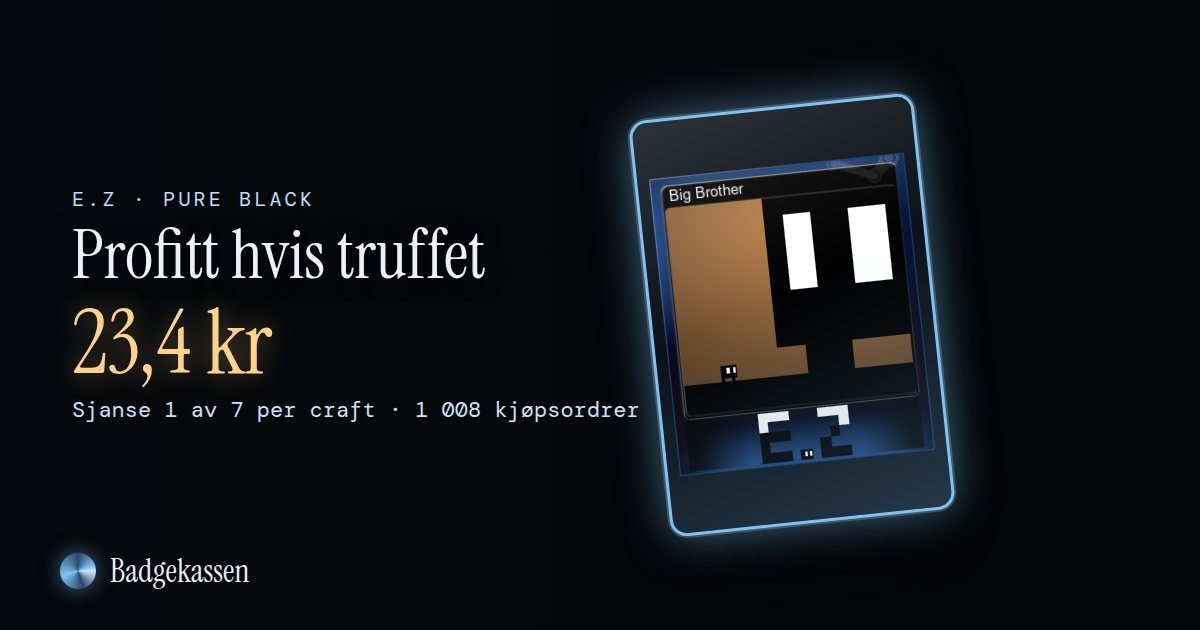 E.Z · PURE BLACK
Profitt hvis truffet
23,4 kr
Sjanse 1 av 7 per craft · 1 008 kjøpsordrer
Big Brother
E.Z
Badgekassen